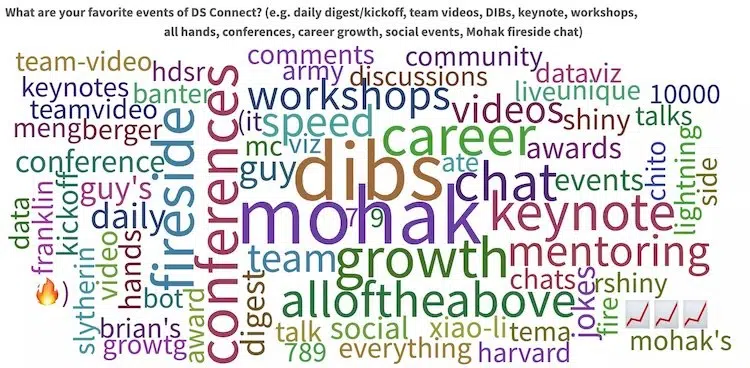 What are your favorite events of DS Connect? (e.g. daily digest/kickoff, team videos, DIBs, keynote, workshops,
all hands, conferences, career growth, social events, Mohak fireside chat)
team-video
hdsr
comments
army
discussions
community
dataviz
keynotes
banter
workshops
videos
live
unique
10000
teamvideo
mengberger
(it
speed
career
shiny
talks
conference
fireside
conferences
mc
viz
guy
dibs
ate
chat
awards
events
chito
lightning
side
data
franklin
kickoff
guy's
daily
mohak
7
9
keynote
slytherin
video
hands
team
growth
mentoring
🔥)
bot
digest
alloftheabove
chats
jokes
rshiny
fire
📈📈📈
brian's
growtg
award
talk
social
xiao-li
tema
mohak's
789
everything
harvard